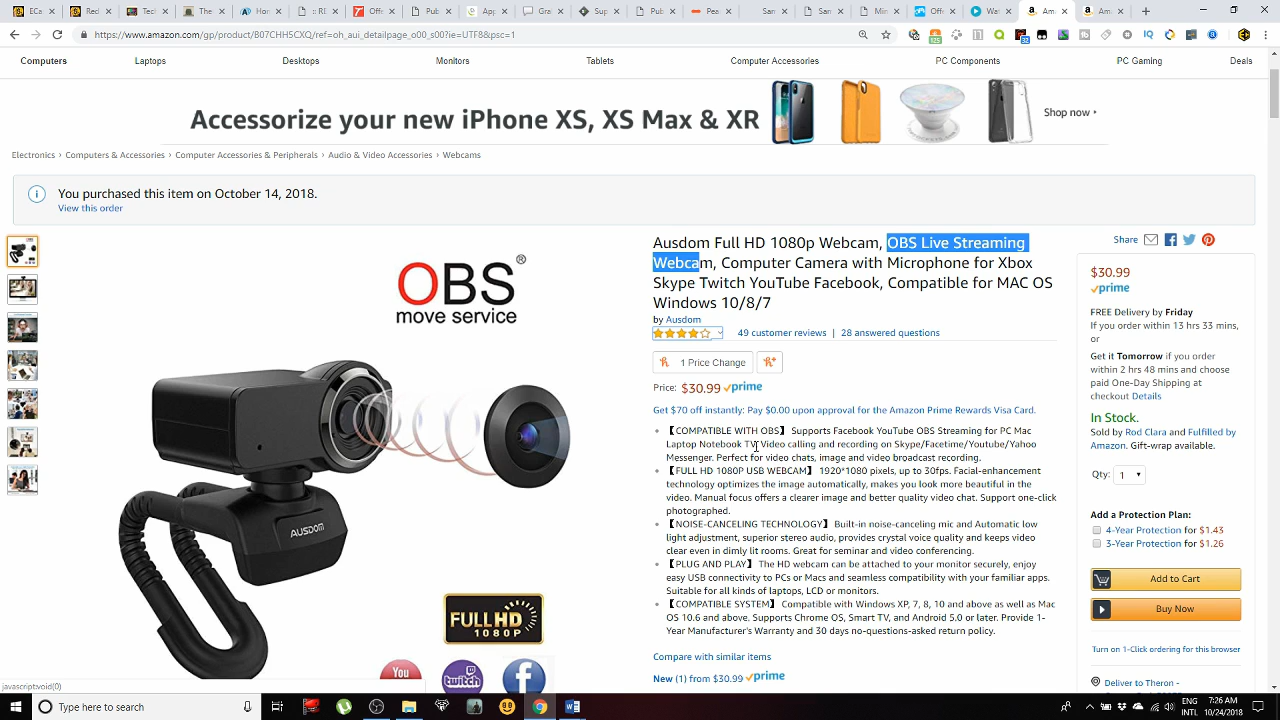 https://www.amazon.com/gp/product/B07CHH5CXQ/ref=oh_aui_detailpage_o00_s00?ie=UTF8&psc=1
Computers Laptops Desktops Monitors Tablets Computer Accessories PC Components PC Gaming Deals
Accessorize your new iPhone XS, XS Max & XR Shop now
Electronics › Computers & Accessories › Computer Accessories & Peripherals › Audio & Video Accessories › Webcams
You purchased this item on October 14, 2018.
View this order
Ausdom Full HD 1080p Webcam, OBS Live Streaming
Webcam, Computer Camera with Microphone for Xbox
Skype Twitch YouTube Facebook, Compatible for MAC OS
Windows 10/8/7
by Ausdom
49 customer reviews | 28 answered questions
1 Price Change
Price: $30.99 prime
Get $70 off instantly: Pay $0.00 upon approval for the Amazon Prime Rewards Visa Card.
【COMPATIBLE WITH OBS】 Supports Facebook YouTube OBS Streaming for PC Mac
Laptop Notebook TV Video calling and recording on Skype/Facetime/Youtube/Yahoo
Messenger. Perfect for video chats, image and video broadcast recording.
【FULL HD 1080P USB WEBCAM】 1920*1080 pixels, up to 30fps. Facial-enhancement
technology optimizes the image automatically, makes you look more beautiful in the
video. Manual focus offers a clearer image and better quality video chat. Support one-click
photographed.
【NOISE-CANCELING TECHNOLOGY】 Built-in noise-canceling mic and Automatic low
light adjustment, superior stereo audio, provides crystal voice quality and keeps video
clear even in dimly lit rooms. Great for seminar and video conferencing.
【PLUG AND PLAY】 The HD webcam can be attached to your monitor securely, enjoy
easy USB connectivity to PCs or Macs and seamless compatibility with your familiar apps.
Suitable for all kinds of laptops, LCD or monitors.
【COMPATIBLE SYSTEM】 Compatible with Windows XP, 7, 8, 10 and above as well as Mac
OS 10.6 and above. Supports Chrome OS, Smart TV, and Android 5.0 or later. Provide 1-
Year Manufacturer's Warranty and 30 days no-questions-asked return policy.
Compare with similar items
New (1) from $30.99 prime
OBS®
move service
AUSDOM
FULL HD
1080P
You
twitch
Share
$30.99
prime
FREE Delivery by Friday
if you order within 13 hrs 33 mins,
or
Get it Tomorrow if you order
within 2 hrs 48 mins and choose
paid One-Day Shipping at
checkout Details
In Stock.
Sold by Rod Clara and Fulfilled by
Amazon. Gift-wrap available.
Qty: 1
Add a Protection Plan:
4-Year Protection for $1.43
3-Year Protection for $1.26
Add to Cart
Buy Now
Turn on 1-Click ordering for this browser
Deliver to Theron -
javascript:void(0)
Type here to search
INTL
7:26 AM
10/24/2018